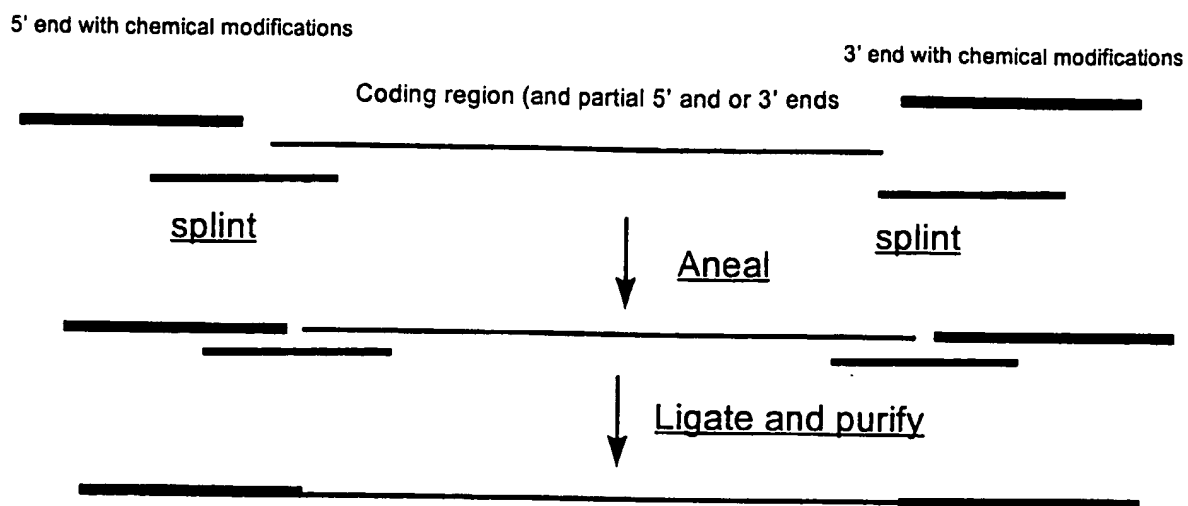 5' end with chemical modifications
3' end with chemical modifications
Coding region (and partial 5' and or 3' ends
splint
splint
Aneal
Ligate and purify